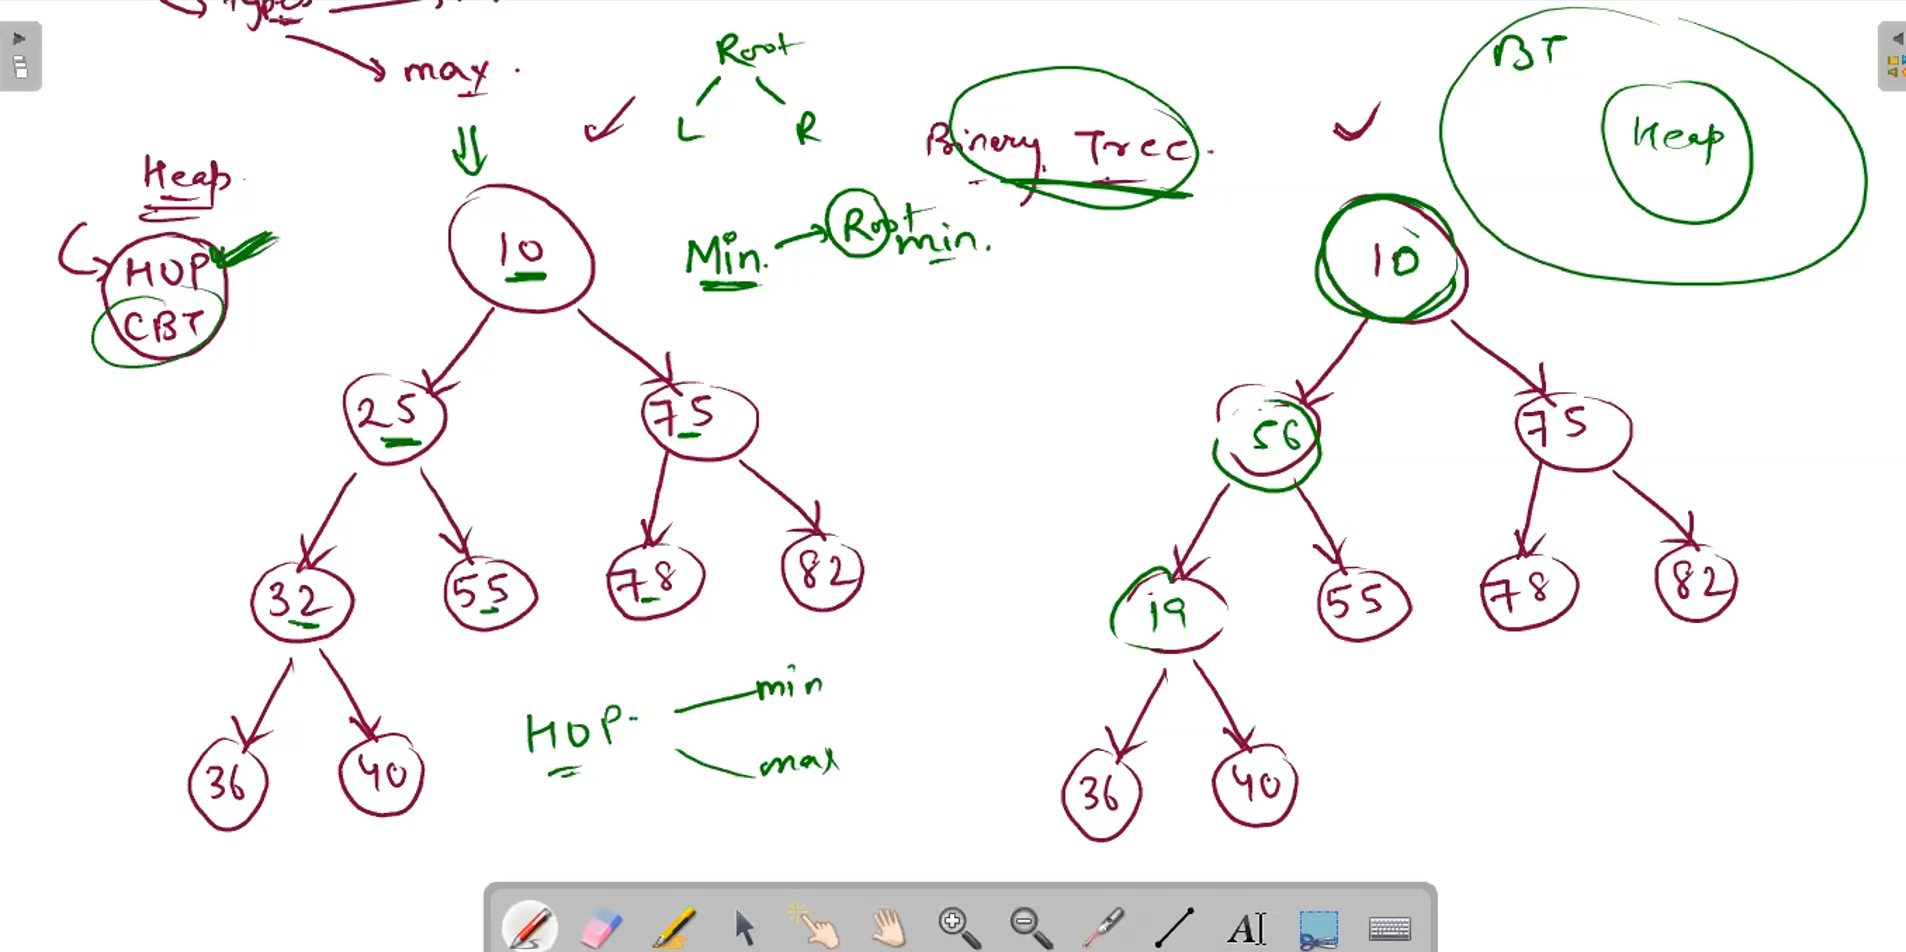 Types
max.
Root
L R
Binary Tree.
BT
Heap
Heap.
HOP
CBT
Min. Root min.
10
25 75
32 55 78 82
36 40
HOP.
min
max
10
56 75
19 55 78 82
36 40
AI